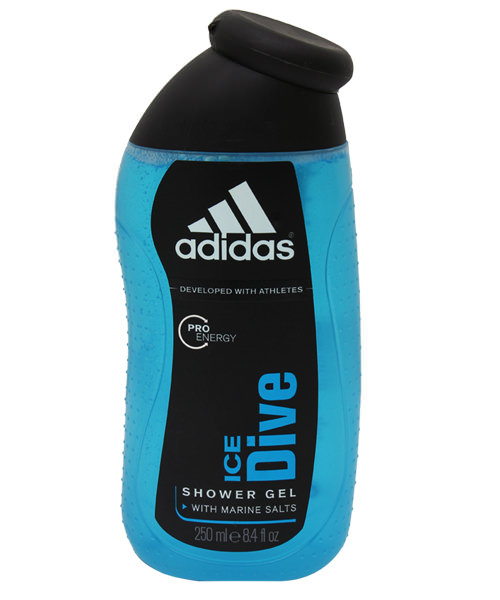 adidas®
DEVELOPED WITH ATHLETES
PRO
ENERGY
ICE
Dive
SHOWER GEL
▸ WITH MARINE SALTS
250 ml e 8.4 fl oz